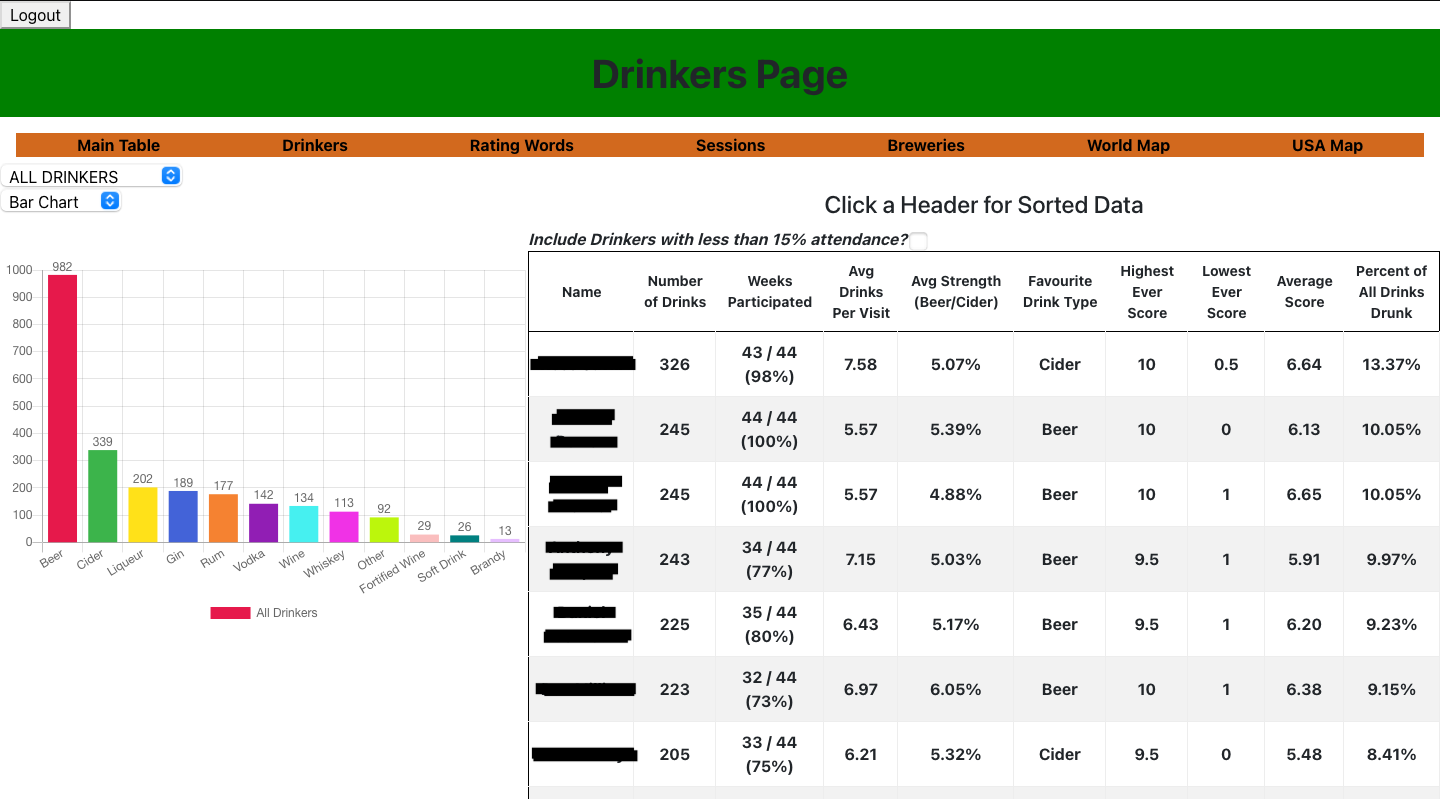 Logout
Drinkers Page
Main Table Drinkers Rating Words Sessions Breweries World Map USA Map
ALL DRINKERS
Bar Chart
1000
900
800
700
600
500
400
300
200
100
0
982
339
202
189
177
142
134
113
92
29
26
13
Beer
Cider
Liqueur
Gin
Rum
Vodka
Wine
Whiskey
Other
Fortified Wine
Soft Drink
Brandy
All Drinkers
Click a Header for Sorted Data
Include Drinkers with less than 15% attendance?
Name
Number
of Drinks
Weeks
Participated
Avg
Drinks
Per Visit
Avg Strength
(Beer/Cider)
Favourite
Drink Type
Highest
Ever
Score
Lowest
Ever
Score
Average
Score
Percent of
All Drinks
Drunk
326
43 / 44
(98%)
7.58
5.07%
Cider
10
0.5
6.64
13.37%
245
44 / 44
(100%)
5.57
5.39%
Beer
10
0
6.13
10.05%
245
44 / 44
(100%)
5.57
4.88%
Beer
10
1
6.65
10.05%
243
34 / 44
(77%)
7.15
5.03%
Beer
9.5
1
5.91
9.97%
225
35 / 44
(80%)
6.43
5.17%
Beer
9.5
1
6.20
9.23%
223
32 / 44
(73%)
6.97
6.05%
Beer
10
1
6.38
9.15%
205
33 / 44
(75%)
6.21
5.32%
Cider
9.5
0
5.48
8.41%